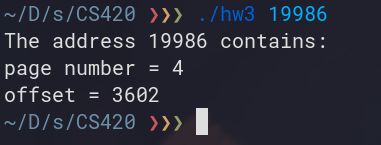 ~/D/s/CS420 ❯❯❯ ./hw3 19986
The address 19986 contains:
page number = 4
offset = 3602
~/D/s/CS420 ❯❯❯